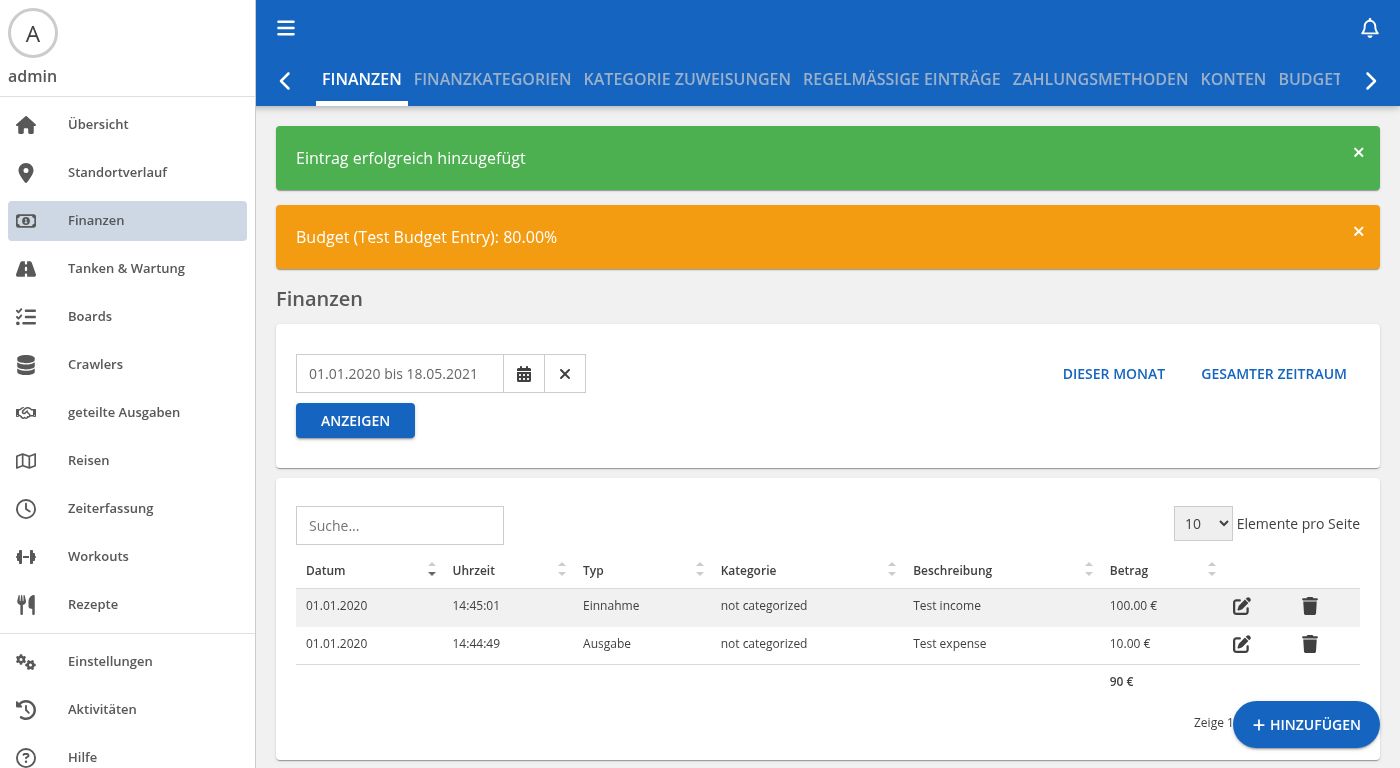 A
admin
Übersicht
Standortverlauf
Finanzen
Tanken & Wartung
Boards
Crawlers
geteilte Ausgaben
Reisen
Zeiterfassung
Workouts
Rezepte
Einstellungen
Aktivitäten
Hilfe
FINANZEN FINANZKATEGORIEN KATEGORIE ZUWEISUNGEN REGELMÄSSIGE EINTRÄGE ZAHLUNGSMETHODEN KONTEN BUDGET
Eintrag erfolgreich hinzugefügt ×
Budget (Test Budget Entry): 80.00% ×
Finanzen
01.01.2020 bis 18.05.2021 DIESER MONAT GESAMTER ZEITRAUM
ANZEIGEN
Suche... 10 Elemente pro Seite
Datum Uhrzeit Typ Kategorie Beschreibung Betrag
01.01.2020 14:45:01 Einnahme not categorized Test income 100.00 €
01.01.2020 14:44:49 Ausgabe not categorized Test expense 10.00 €
90 €
Zeige 1
+ HINZUFÜGEN